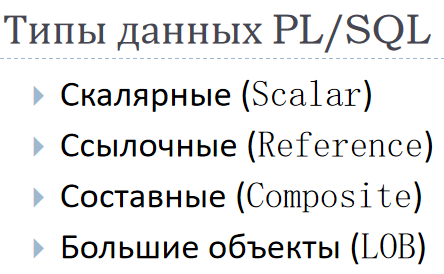 Типы данных PL/SQL
Скалярные (Scalar)
Ссылочные (Reference)
Составные (Composite)
Большие объекты (LOB)